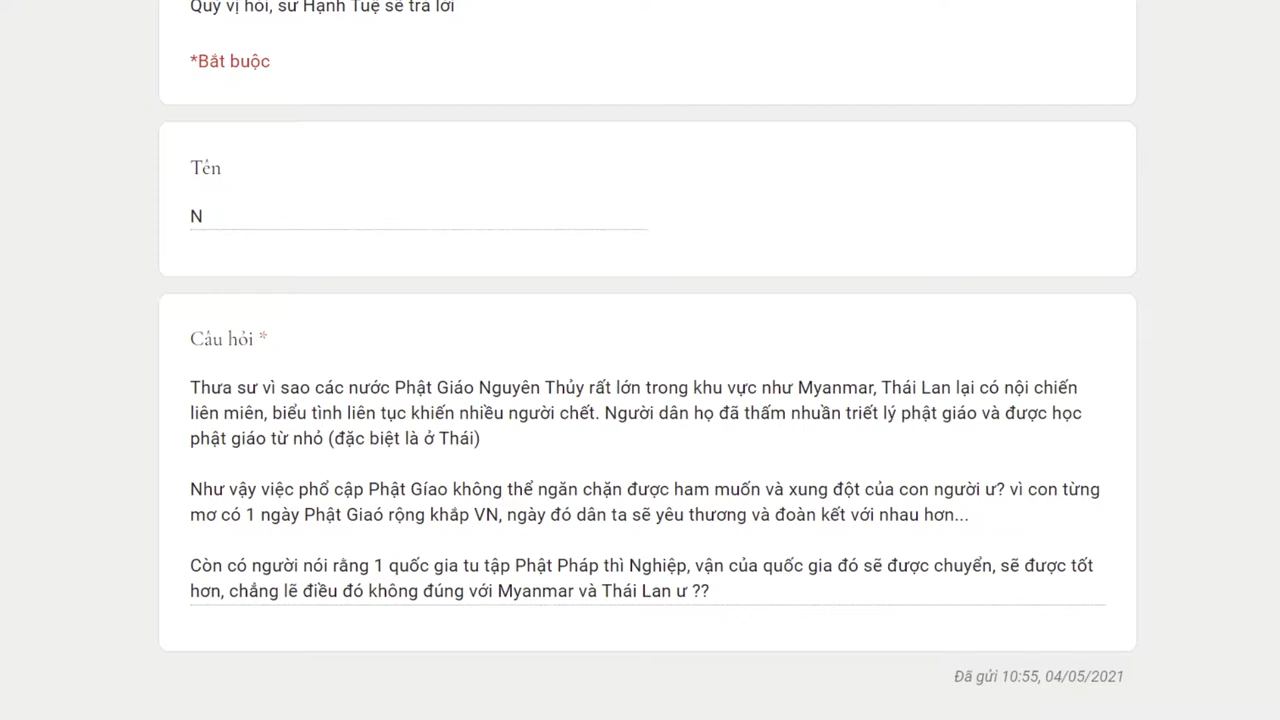 Quý vị hỏi, sư Hạnh Tuệ sẽ trả lời
*Bắt buộc
Tên
N
Câu hỏi *
Thưa sư vì sao các nước Phật Giáo Nguyên Thủy rất lớn trong khu vực như Myanmar, Thái Lan lại có nội chiến
liên miên, biểu tình liên tục khiến nhiều người chết. Người dân họ đã thấm nhuần triết lý phật giáo và được học
phật giáo từ nhỏ (đặc biệt là ở Thái)
Như vậy việc phổ cập Phật Gíao không thể ngăn chặn được ham muốn và xung đột của con người ư? vì con từng
mơ có 1 ngày Phật Giaó rộng khắp VN, ngày đó dân ta sẽ yêu thương và đoàn kết với nhau hơn...
Còn có người nói rằng 1 quốc gia tu tập Phật Pháp thì Nghiệp, vận của quốc gia đó sẽ được chuyển, sẽ được tốt
hơn, chẳng lẽ điều đó không đúng với Myanmar và Thái Lan ư ??
Đã gửi 10:55, 04/05/2021